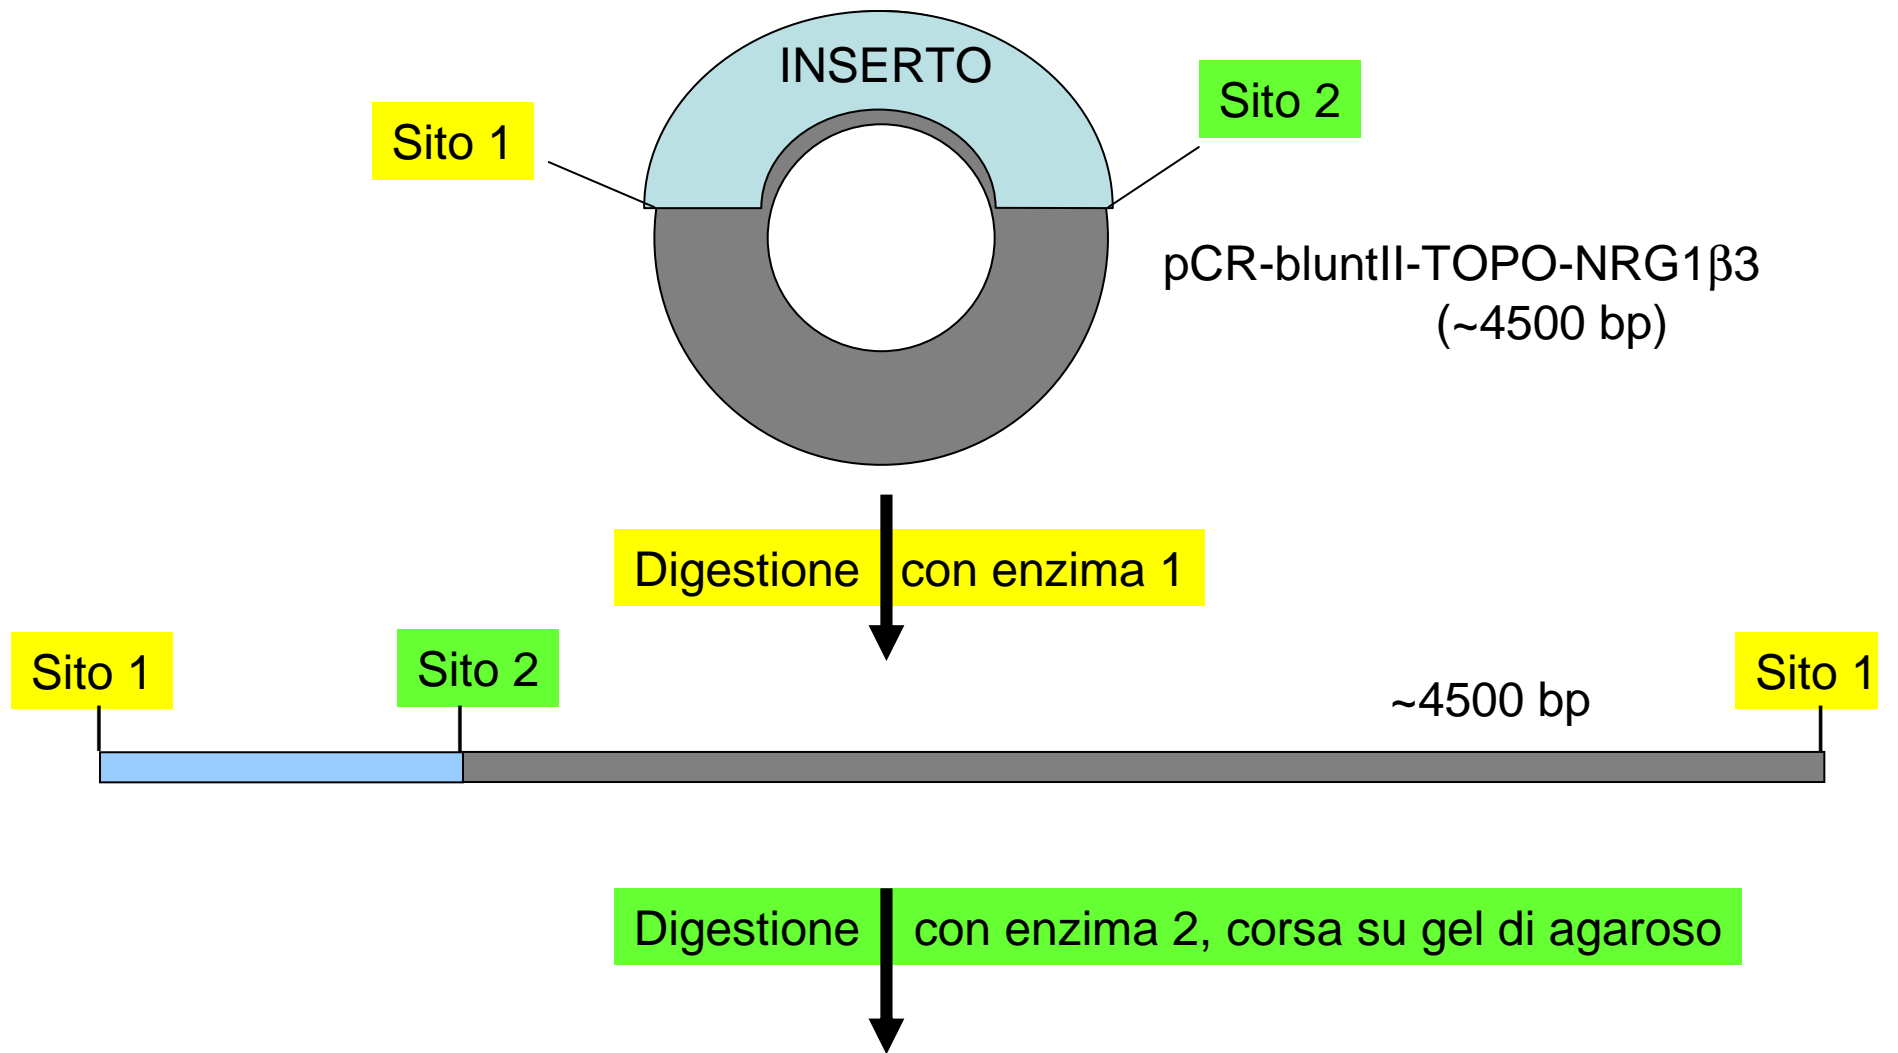 INSERTO
Sito 1
Sito 2
pCR-bluntII-TOPO-NRG1β3
(~4500 bp)
Digestione con enzima 1
Sito 1
Sito 2
~4500 bp
Sito 1
Digestione con enzima 2, corsa su gel di agaroso